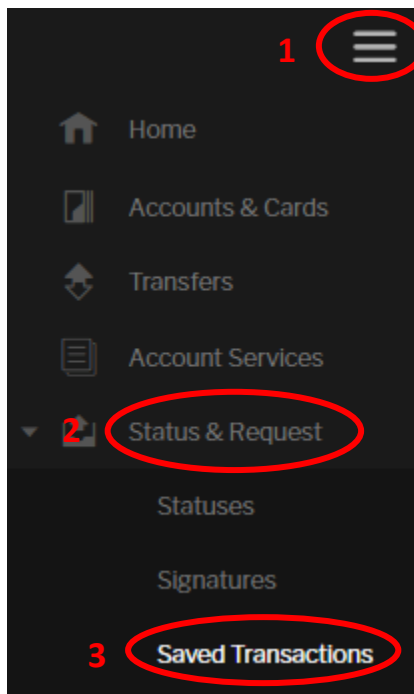 1
Home
Accounts & Cards
Transfers
Account Services
2 Status & Request
Statuses
Signatures
3 Saved Transactions